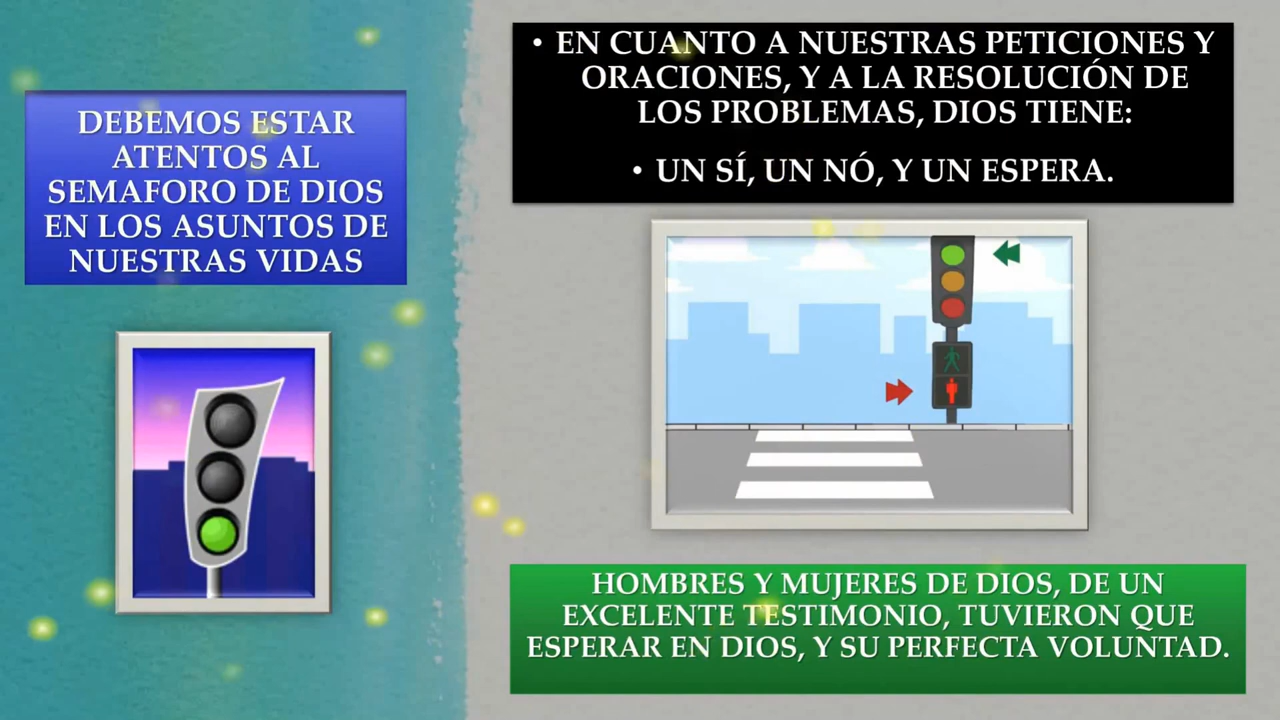 DEBEMOS ESTAR
ATENTOS AL
SEMAFORO DE DIOS
EN LOS ASUNTOS DE
NUESTRAS VIDAS
• EN CUANTO A NUESTRAS PETICIONES Y
ORACIONES, Y A LA RESOLUCIÓN DE
LOS PROBLEMAS, DIOS TIENE:
• UN SÍ, UN NÓ, Y UN ESPERA.
HOMBRES Y MUJERES DE DIOS, DE UN
EXCELENTE TESTIMONIO, TUVIERON QUE
ESPERAR EN DIOS, Y SU PERFECTA VOLUNTAD.